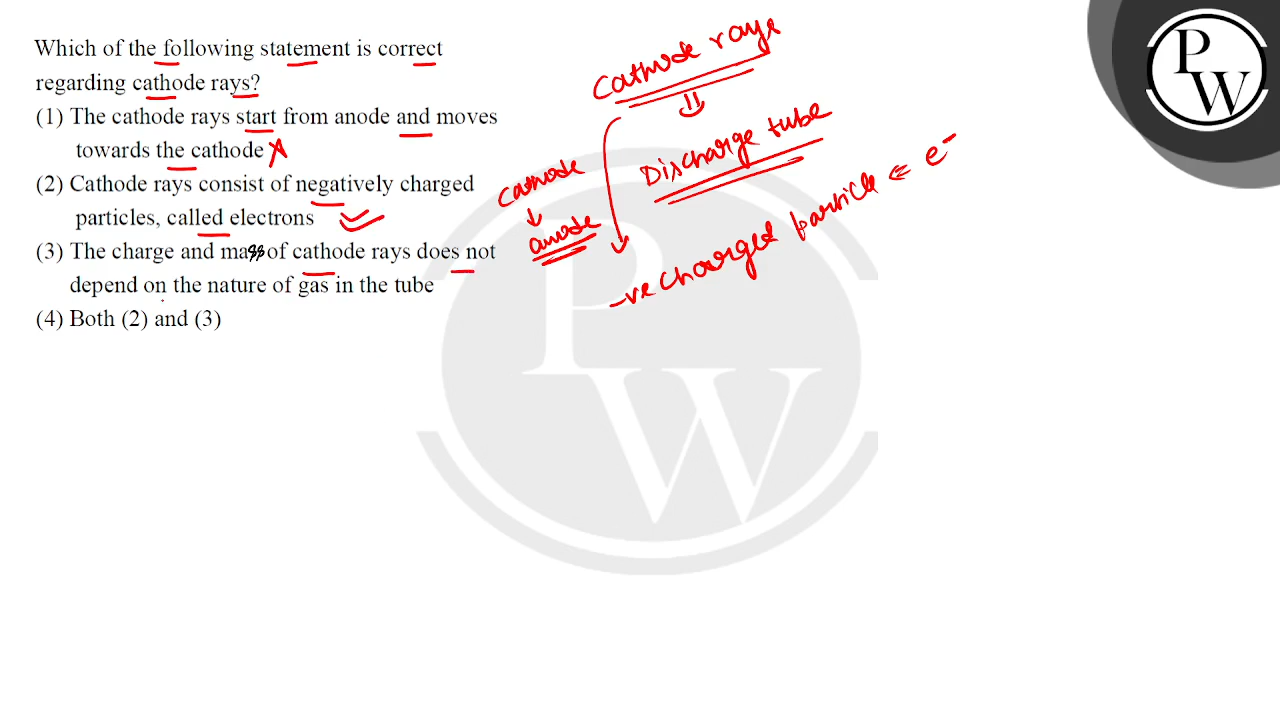 Which of the following statement is correct
regarding cathode rays?
(1) The cathode rays start from anode and moves
towards the cathode
(2) Cathode rays consist of negatively charged
particles, called electrons
(3) The charge and mass of cathode rays does not
depend on the nature of gas in the tube
(4) Both (2) and (3)
Cathode rays
Discharge tube
cathode
anode
-ve charged particle = e-
P
W
P
W